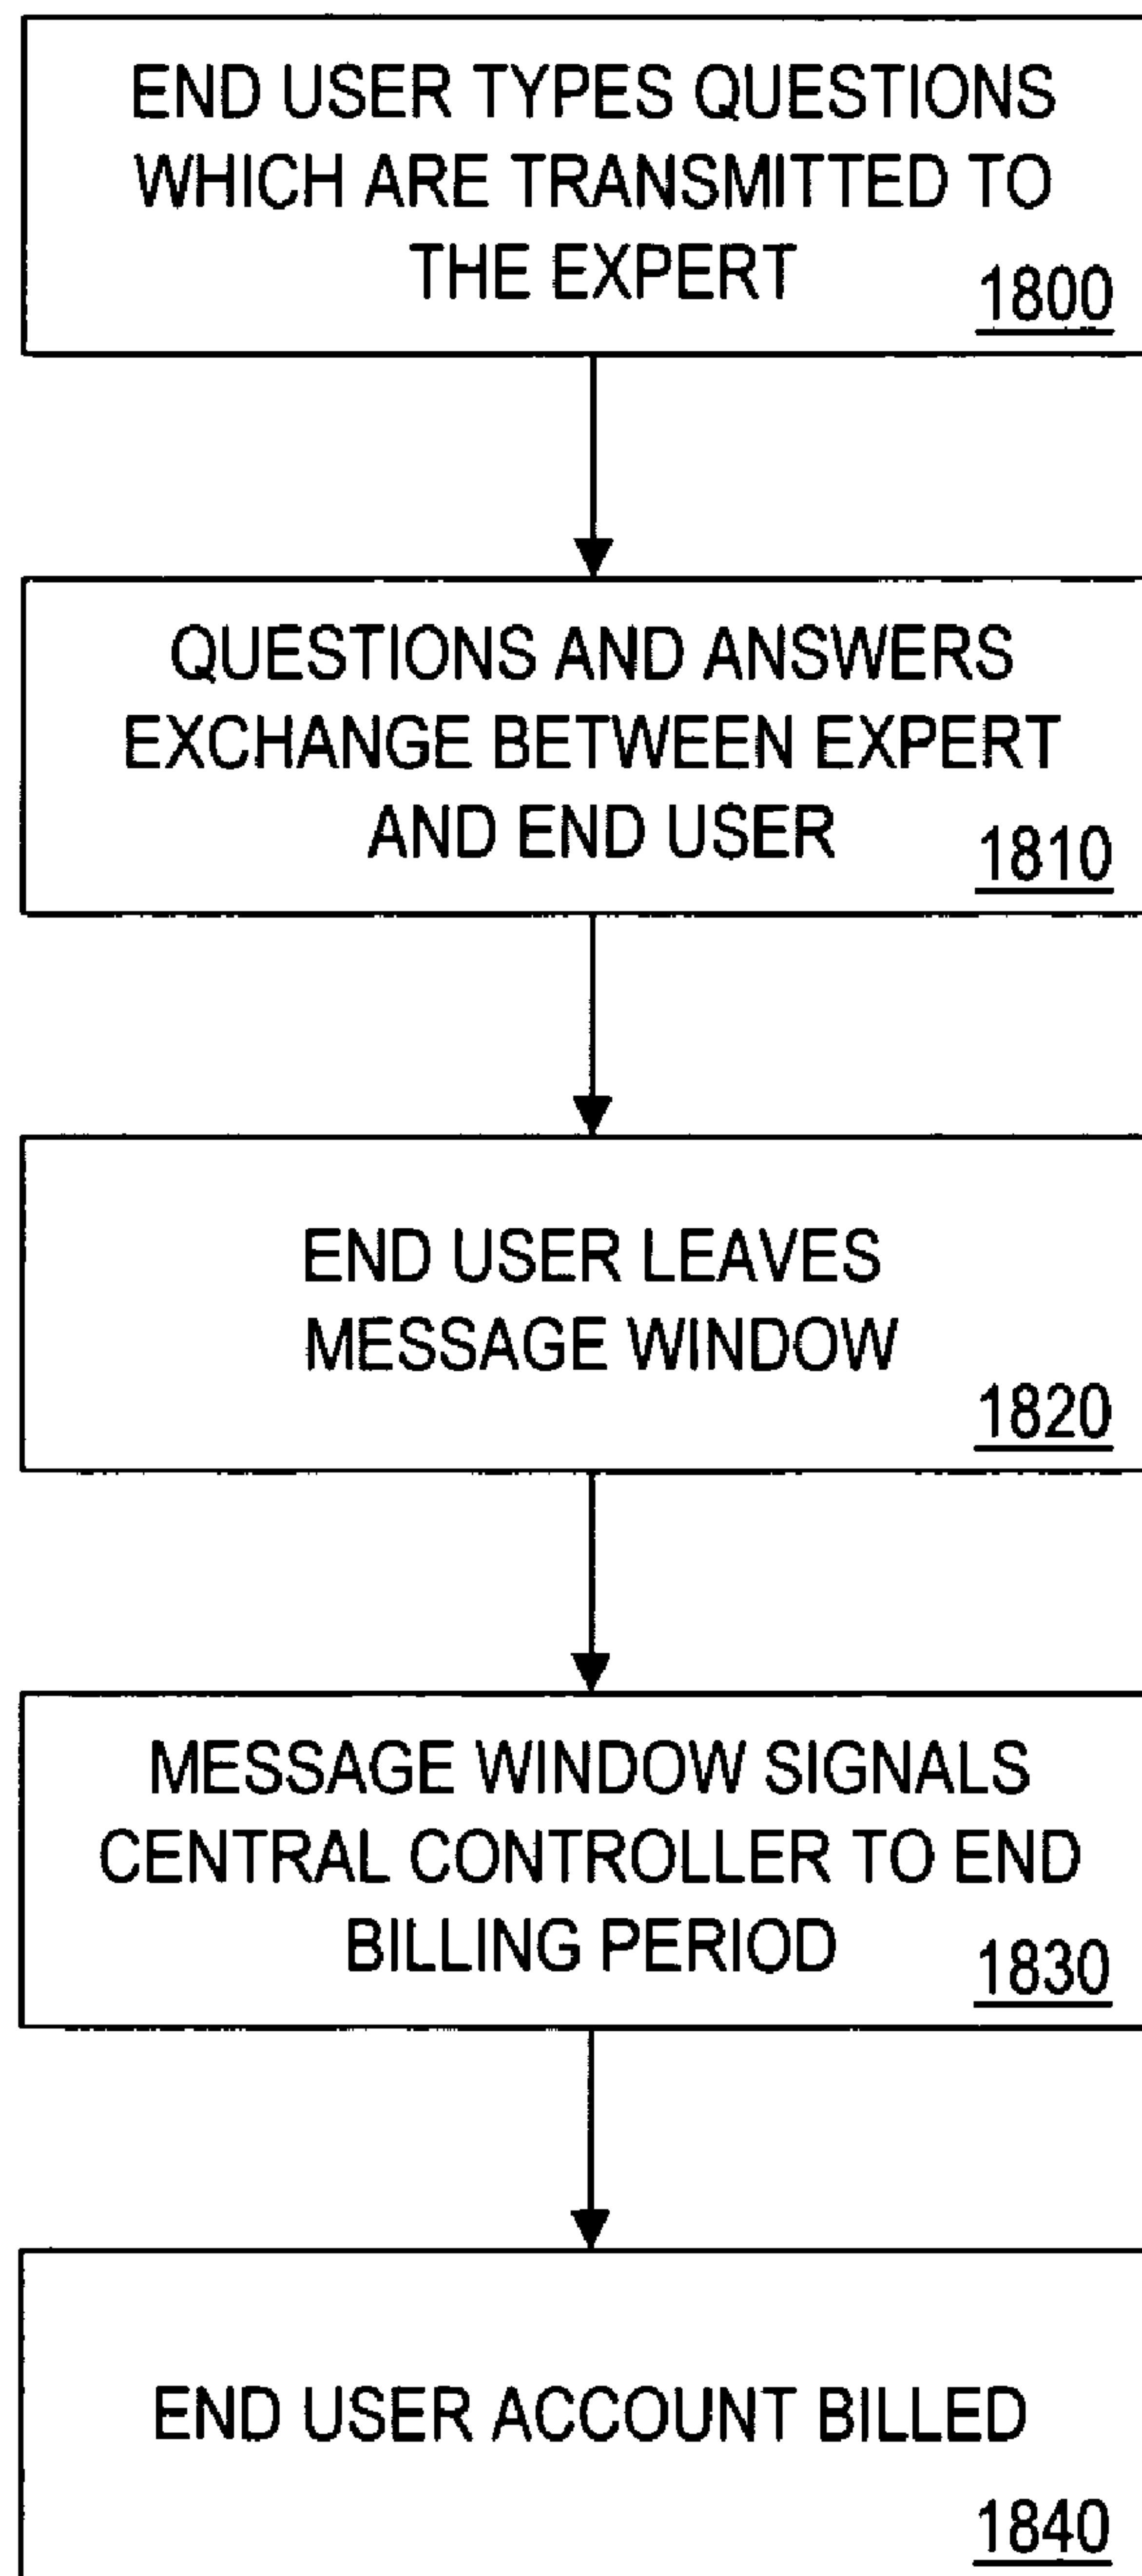 END USER TYPES QUESTIONS
WHICH ARE TRANSMITTED TO
THE EXPERT
1800
QUESTIONS AND ANSWERS
EXCHANGE BETWEEN EXPERT
AND END USER
1810
END USER LEAVES
MESSAGE WINDOW
1820
MESSAGE WINDOW SIGNALS
CENTRAL CONTROLLER TO END
BILLING PERIOD
1830
END USER ACCOUNT BILLED
1840